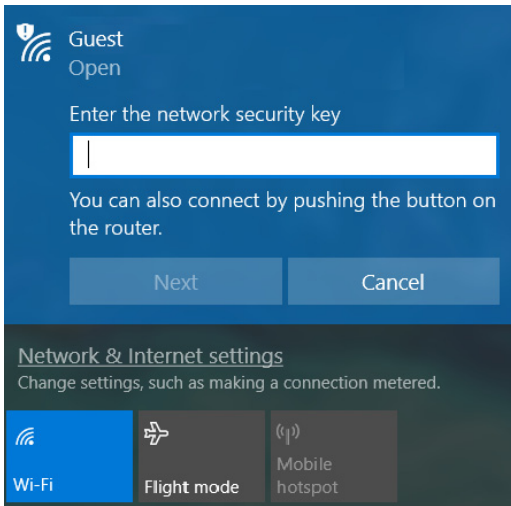 Guest
Open
Enter the network security key
You can also connect by pushing the button on
the router.
Next
Cancel
Network & Internet settings
Change settings, such as making a connection metered.
Wi-Fi
Flight mode
Mobile
hotspot